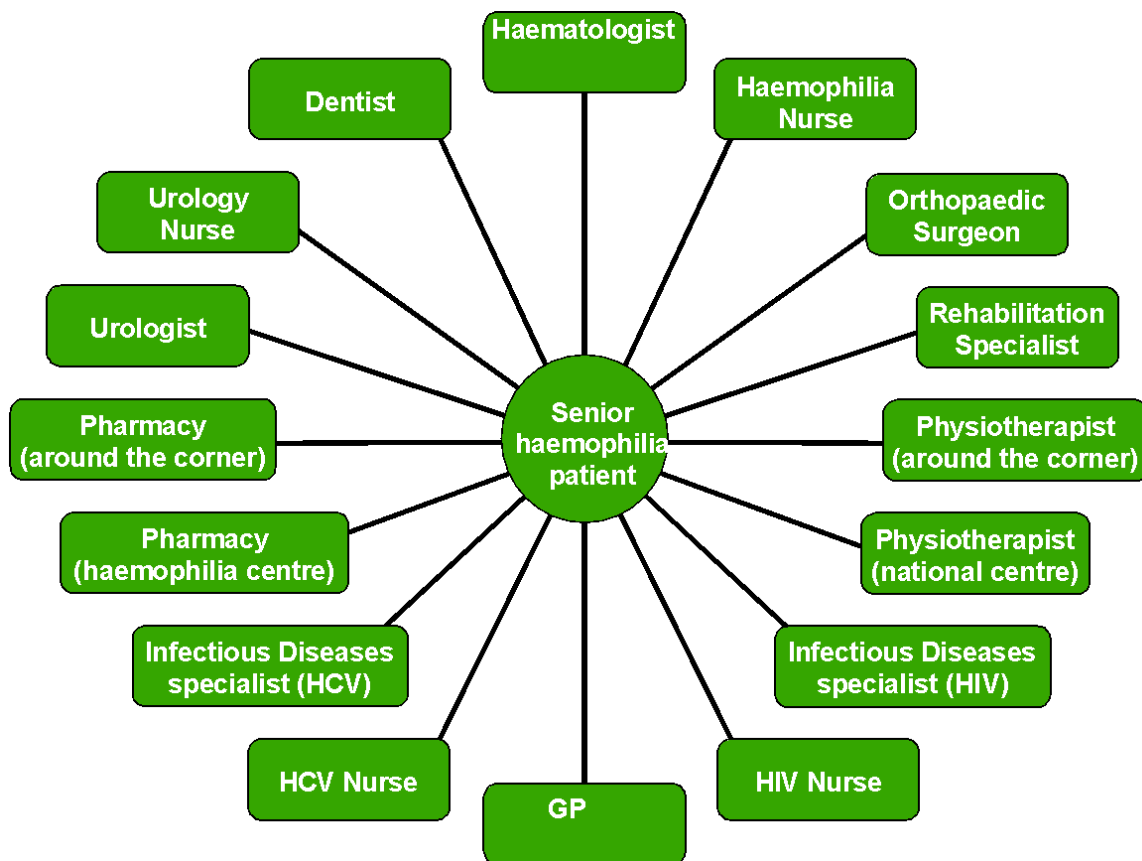 Haematologist
Haemophilia
Nurse
Orthopaedic
Surgeon
Rehabilitation
Specialist
Physiotherapist
(around the corner)
Physiotherapist
(national centre)
Infectious Diseases
specialist (HIV)
HIV Nurse
GP
HCV Nurse
Infectious Diseases
specialist (HCV)
Pharmacy
(haemophilia centre)
Pharmacy
(around the corner)
Urologist
Urology
Nurse
Dentist
Senior
haemophilia
patient